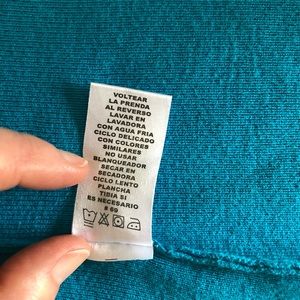 VOLTEAR
LA PRENDA
AL REVERSO
LAVAR EN
LAVADORA
CON AGUA FRIA
CICLO DELICADO
CON COLORES
SIMILARES
NO USAR
BLANQUEADOR
SECAR EN
SECADORA
CICLO LENTO
PLANCHA
TIBIA SI
ES NECESARIO
# 69